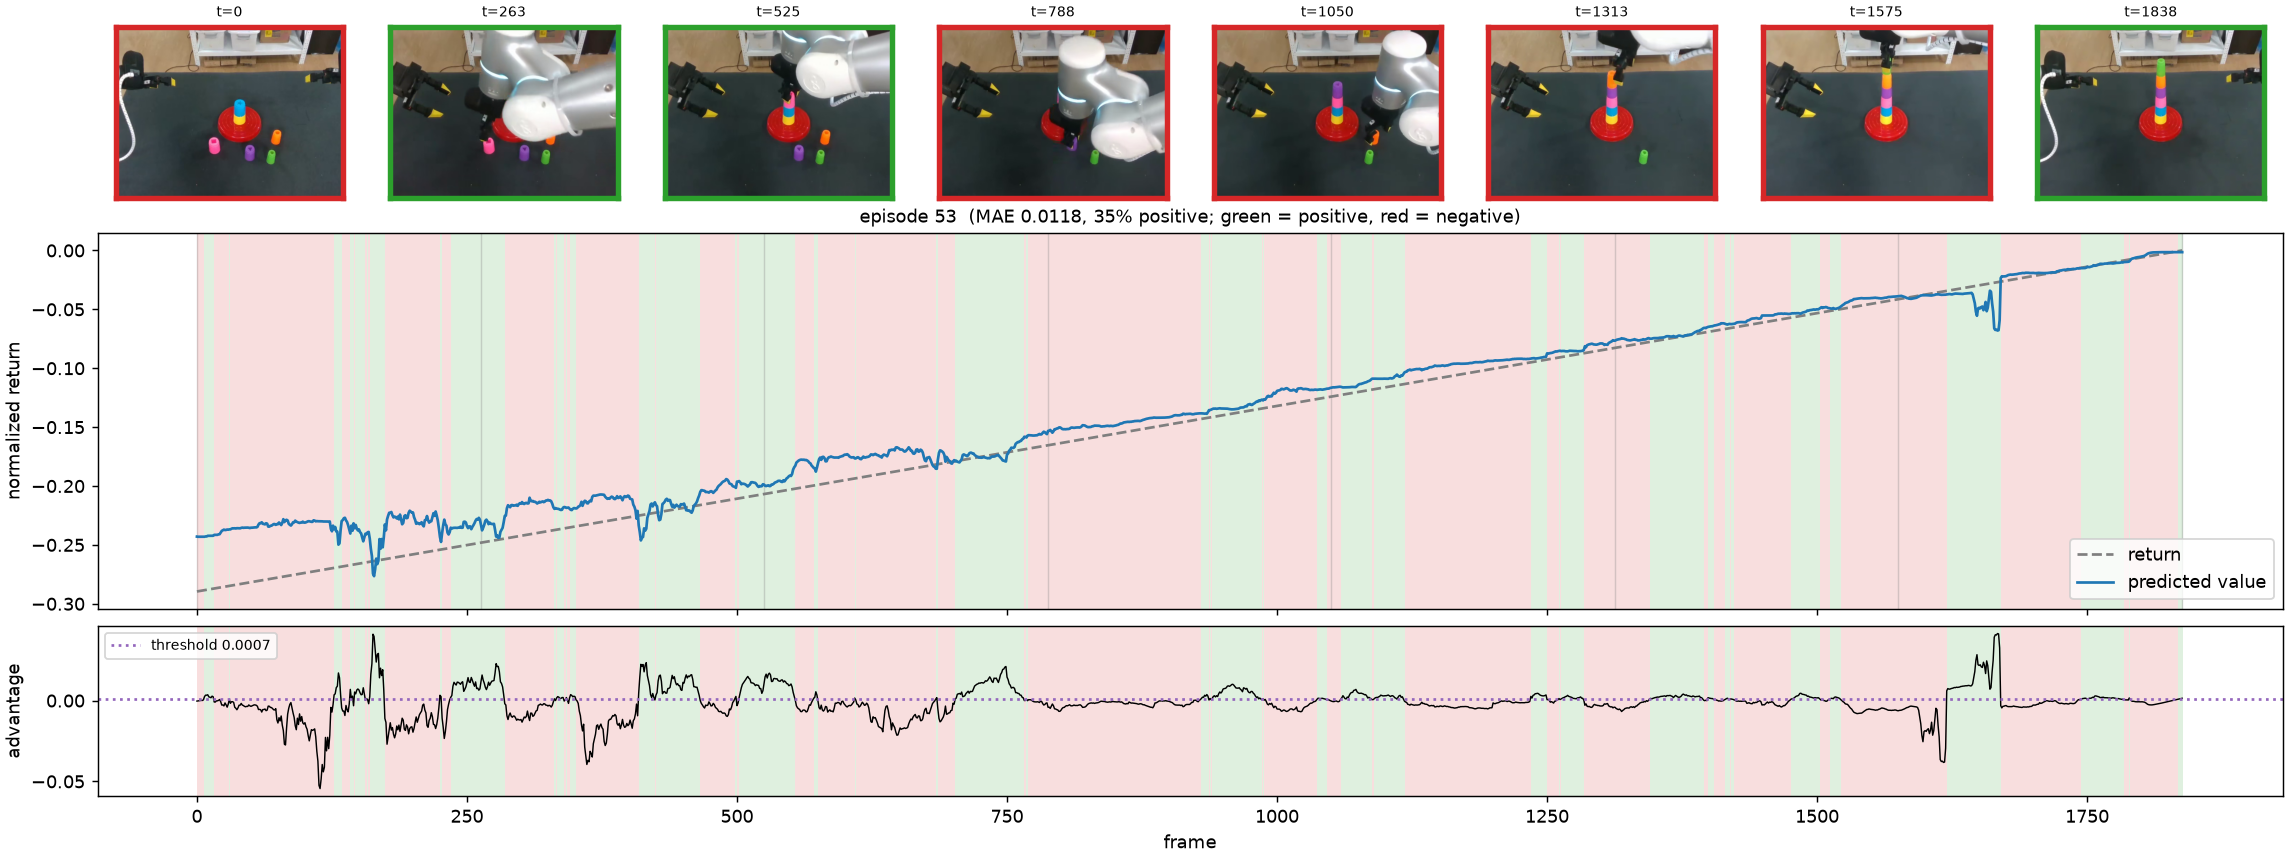 t=0 t=263 t=525 t=788 t=1050 t=1313 t=1575 t=1838
episode 53 (MAE 0.0118, 35% positive; green = positive, red = negative)
normalized return
0.00
−0.05
−0.10
−0.15
−0.20
−0.25
−0.30
return
predicted value
advantage
threshold 0.0007
0.00
−0.05
0 250 500 750 1000 1250 1500 1750
frame